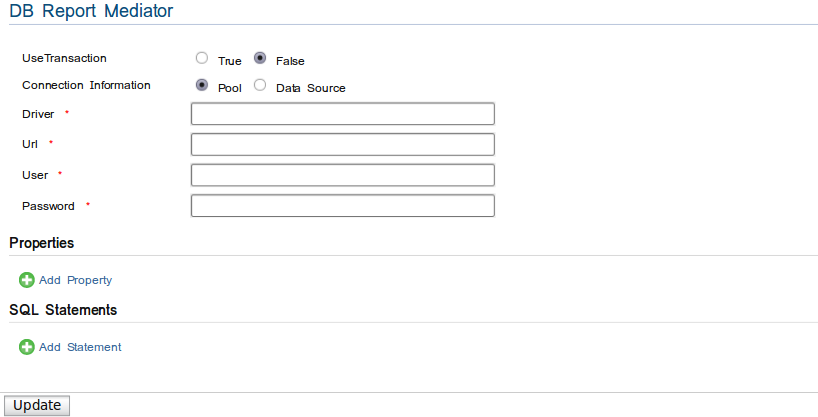 DB Report Mediator
UseTransaction True False
Connection Information Pool Data Source
Driver *
Url *
User *
Password *
Properties
Add Property
SQL Statements
Add Statement
Update